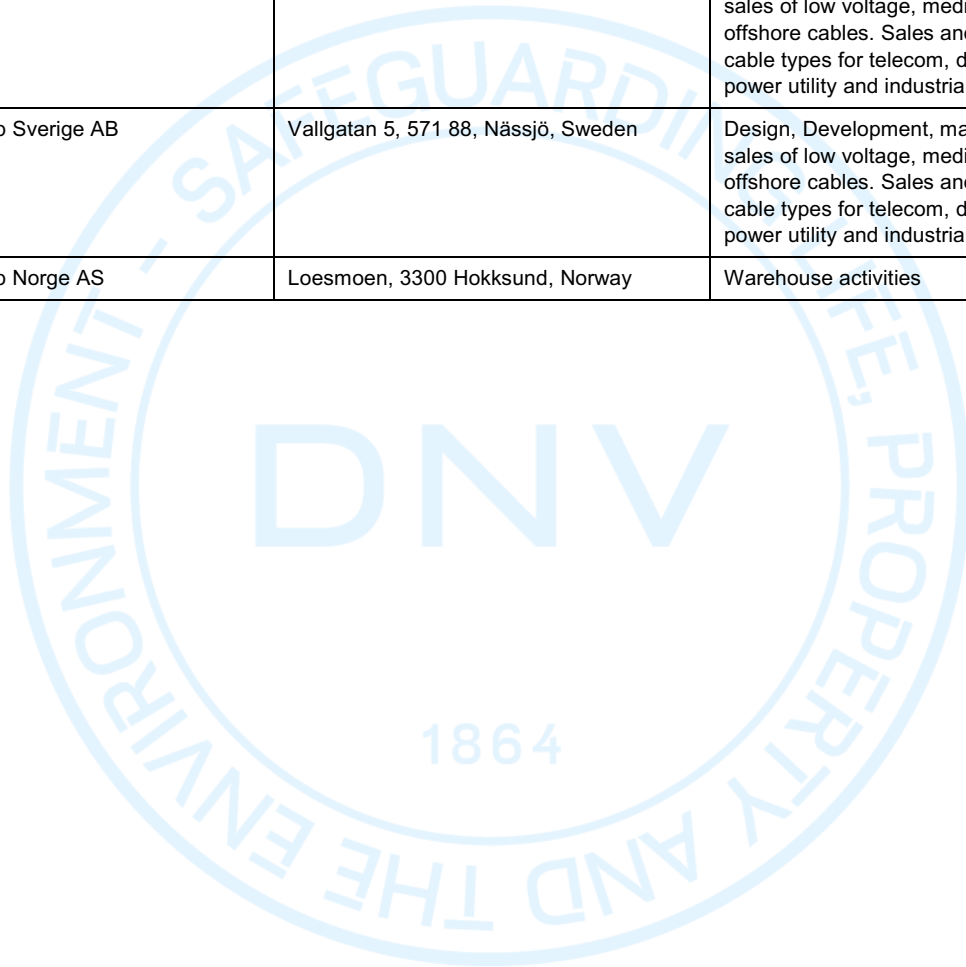 sales of low voltage, medi
offshore cables. Sales and
cable types for telecom, d
power utility and industria
o Sverige AB
Vallgatan 5, 571 88, Nässjö, Sweden
Design, Development, ma
sales of low voltage, medi
offshore cables. Sales and
cable types for telecom, d
power utility and industria
o Norge AS
Loesmoen, 3300 Hokksund, Norway
Warehouse activities
SAFEGUARDING LIFE, PROPERTY AND THE ENVIRONMENT –
DNV
1864